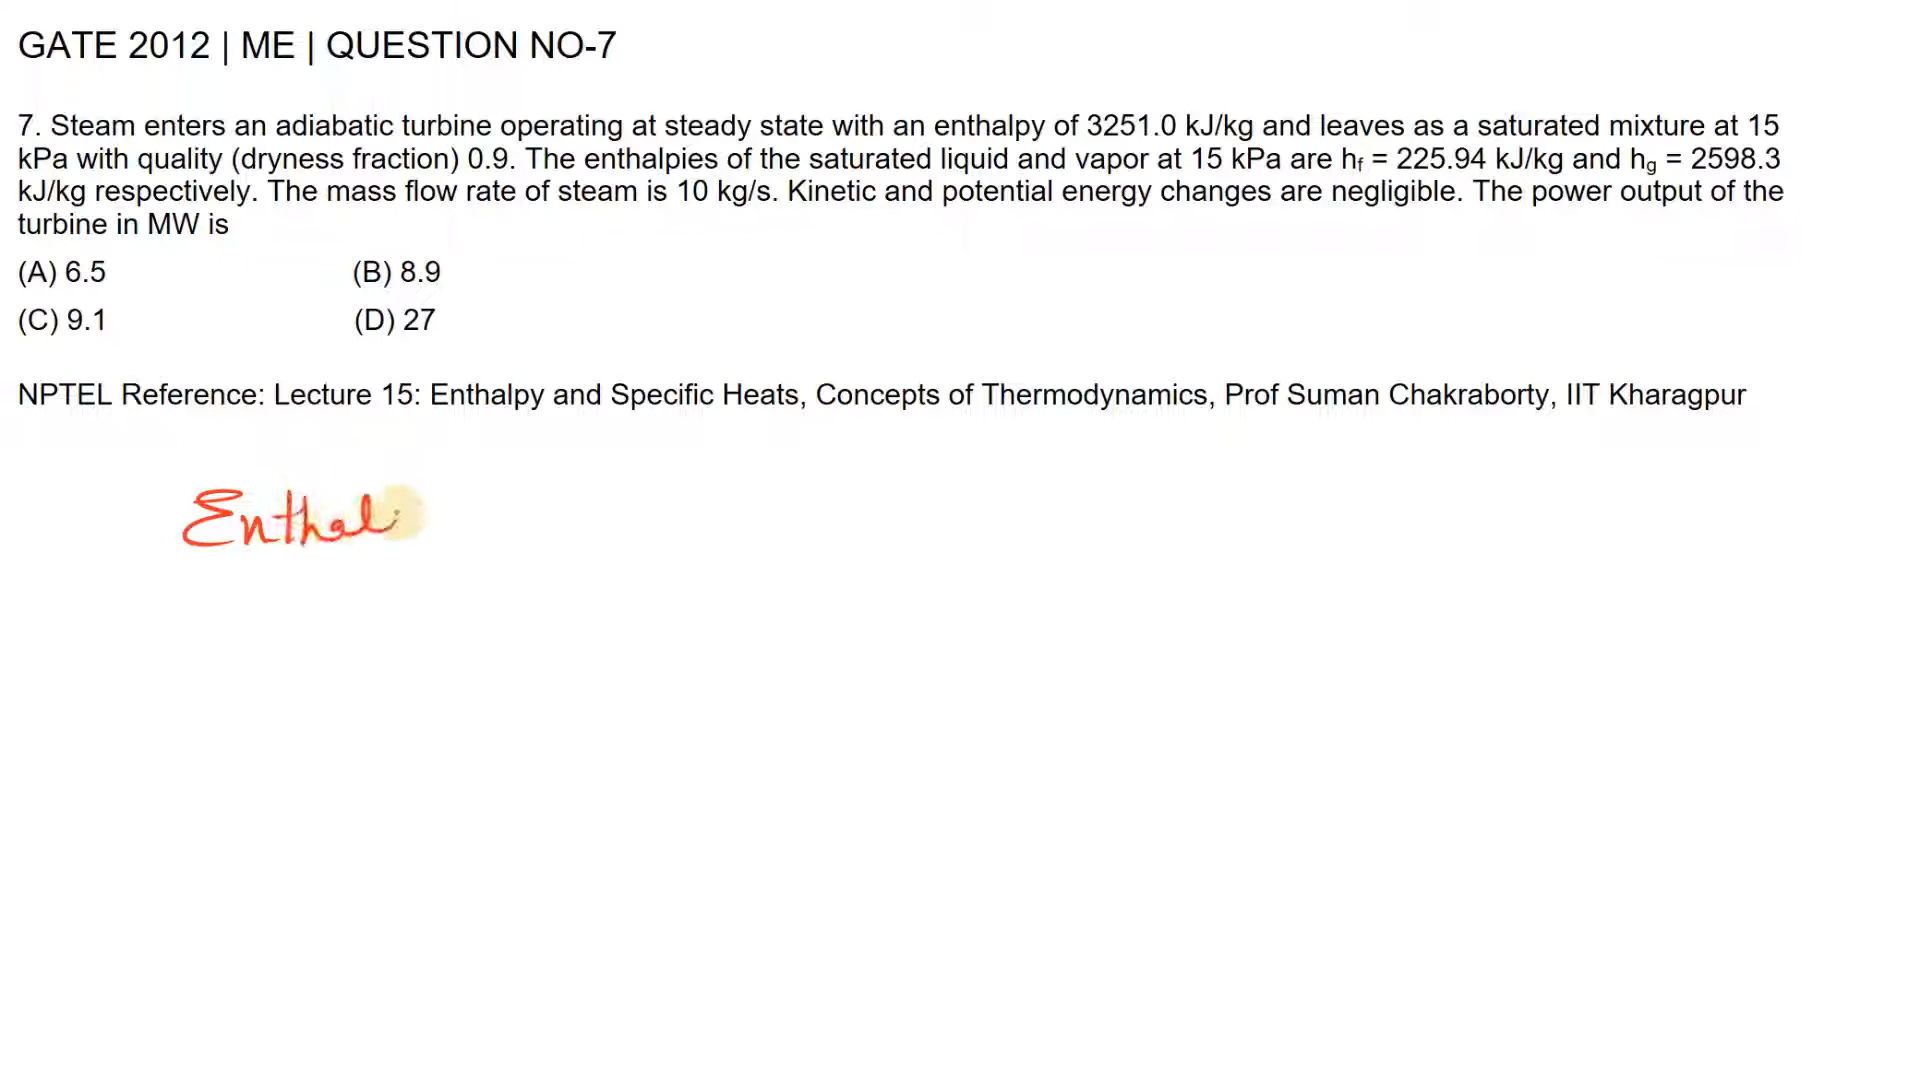 GATE 2012 | ME | QUESTION NO-7
7. Steam enters an adiabatic turbine operating at steady state with an enthalpy of 3251.0 kJ/kg and leaves as a saturated mixture at 15
kPa with quality (dryness fraction) 0.9. The enthalpies of the saturated liquid and vapor at 15 kPa are hf = 225.94 kJ/kg and hg = 2598.3
kJ/kg respectively. The mass flow rate of steam is 10 kg/s. Kinetic and potential energy changes are negligible. The power output of the
turbine in MW is
(A) 6.5 (B) 8.9
(C) 9.1 (D) 27
NPTEL Reference: Lecture 15: Enthalpy and Specific Heats, Concepts of Thermodynamics, Prof Suman Chakraborty, IIT Kharagpur
Enthal